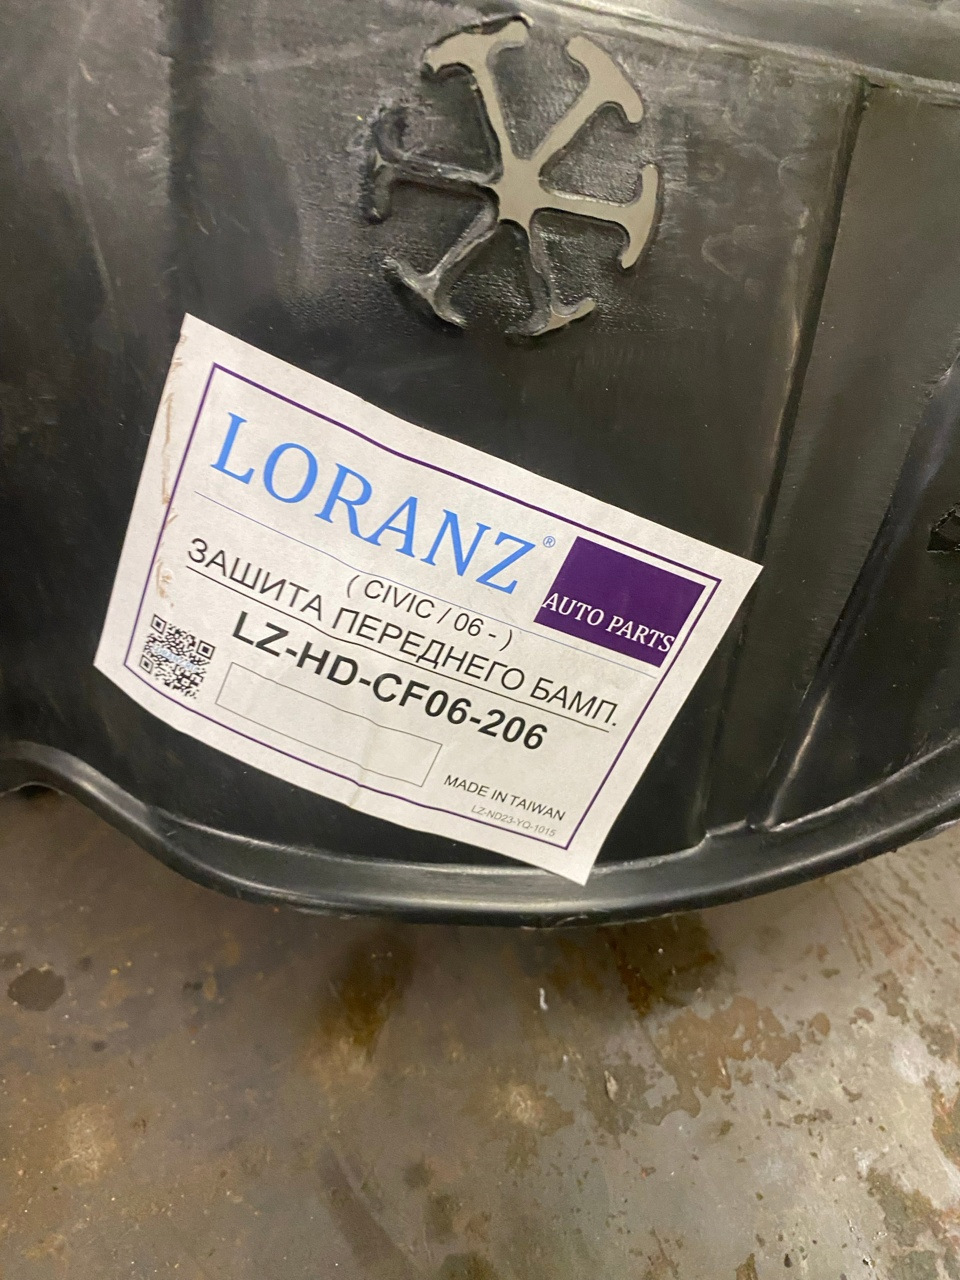 LORANZ®
AUTO PARTS
( CIVIC / 06 - )
ЗАШИТА ПЕРЕДНЕГО БАМП.
LZ-HD-CF06-206
MADE IN TAIWAN
LZ-ND23-YQ-1015